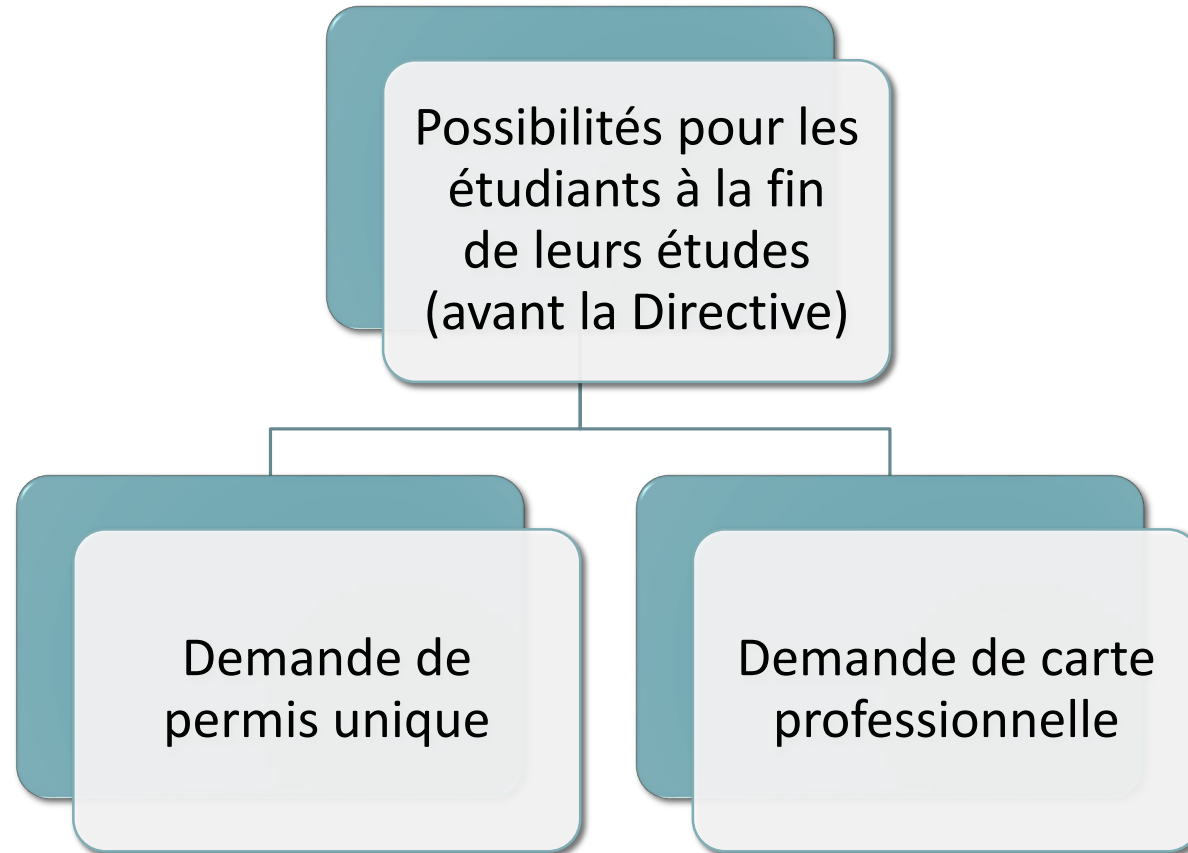 Possibilités pour les
étudiants à la fin
de leurs études
(avant la Directive)
Demande de
permis unique
Demande de carte
professionnelle